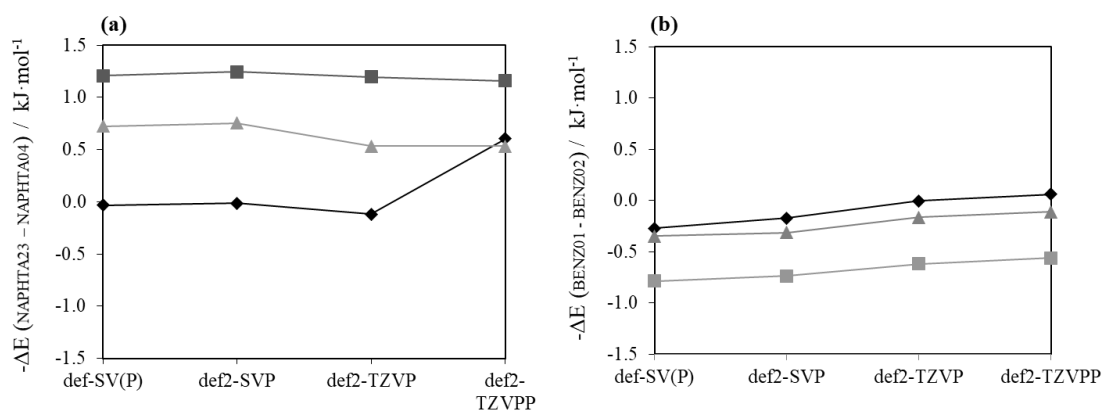 (a)
-ΔE (NAPHTA23 – NAPHTA04) / kJ·mol-1
1.5
1.0
0.5
0.0
-0.5
-1.0
-1.5
def-SV(P)
def2-SVP
def2-TZVP
def2-
TZVPP
(b)
-ΔE (BENZ01 - BENZ02) / kJ·mol-1
1.5
1.0
0.5
0.0
-0.5
-1.0
-1.5
def-SV(P)
def2-SVP
def2-TZVP
def2-TZVPP